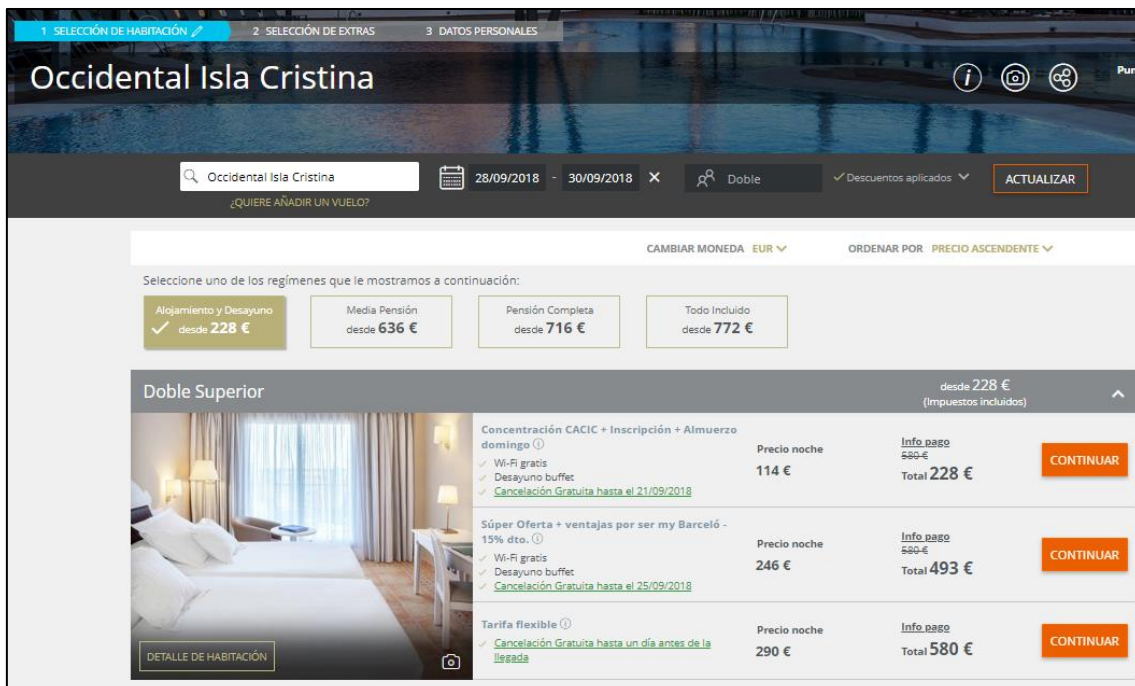 1 SELECCIÓN DE HABITACIÓN
2 SELECCIÓN DE EXTRAS
3 DATOS PERSONALES
Occidental Isla Cristina
i
Occidental Isla Cristina
28/09/2018 - 30/09/2018 X
Doble
Descuentos aplicados
ACTUALIZAR
¿QUIERE AÑADIR UN VUELO?
CAMBIAR MONEDA EUR
ORDENAR POR PRECIO ASCENDENTE
Seleccione uno de los regímenes que le mostramos a continuación:
Alojamiento y Desayuno
desde 228 €
Media Pensión
desde 636 €
Pensión Completa
desde 716 €
Todo Incluido
desde 772 €
Doble Superior
desde 228 €
(Impuestos incluidos)
Concentración CACIC + Inscripción + Almuerzo
domingo
Wi-Fi gratis
Desayuno buffet
Cancelación Gratuita hasta el 21/09/2018
Precio noche
114 €
Info pago
580 €
Total 228 €
CONTINUAR
Súper Oferta + ventajas por ser my Barceló -
15% dto.
Wi-Fi gratis
Desayuno buffet
Cancelación Gratuita hasta el 25/09/2018
Precio noche
246 €
Info pago
580 €
Total 493 €
CONTINUAR
Tarifa flexible
Cancelación Gratuita hasta un día antes de la
llegada
Precio noche
290 €
Info pago
Total 580 €
CONTINUAR
DETALLE DE HABITACIÓN